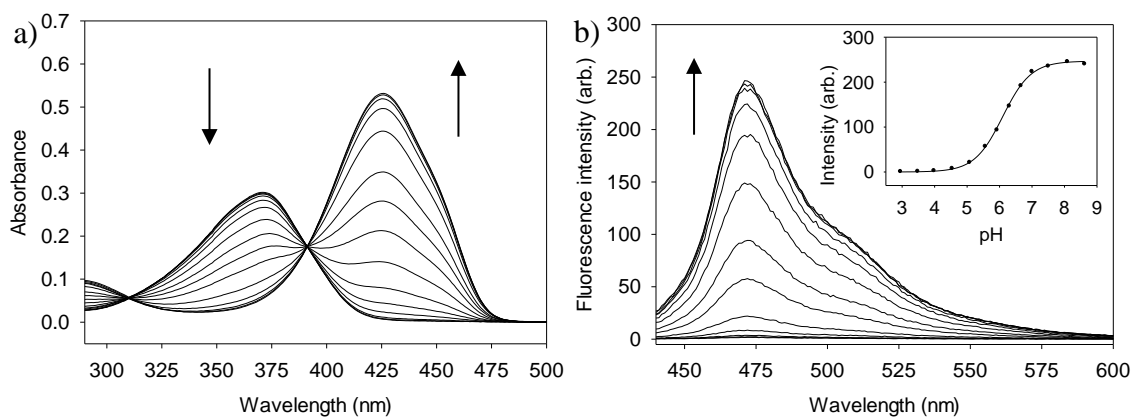 a)
0.7
0.6
0.5
0.4
0.3
0.2
0.1
0.0
Absorbance
300 325 350 375 400 425 450 475 500
Wavelength (nm)
b)
300
250
200
150
100
50
0
Fluorescence intensity (arb.)
450 475 500 525 550 575 600
Wavelength (nm)
300
200
100
0
Intensity (arb.)
3 4 5 6 7 8 9
pH